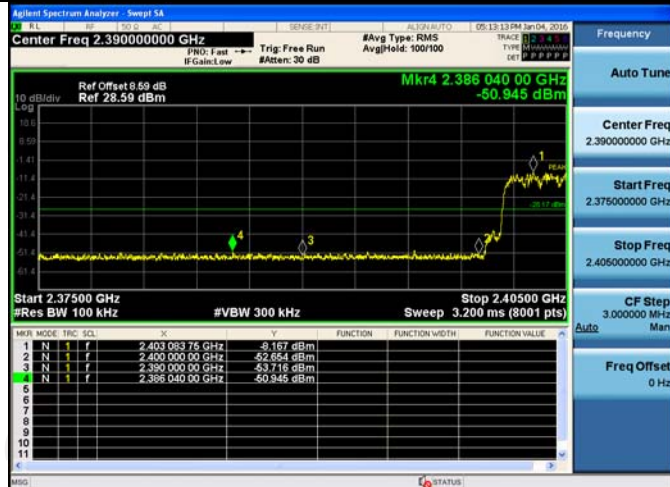 Agilent Spectrum Analyzer - Swept SA
RL RF 50 Ω AC SENSE:INT ALIGNAUTO 05:13:13 PM Jan 04, 2016
Center Freq 2.390000000 GHz #Avg Type: RMS TRACE 1 2 3 4 5 6
PNO: Fast Trig: Free Run Avg|Hold: 100/100 TYPE
IFGain:Low #Atten: 30 dB DET P P P P P P
Mkr4 2.386 040 00 GHz
-50.945 dBm
Ref Offset 8.59 dB
10 dB/div Ref 28.59 dBm
Log
1
-1.41
PEAK
-11.4
-21.4
-31.4
-41.4
4
3
2
-51.4
-61.4
Start 2.37500 GHz Stop 2.40500 GHz
#Res BW 100 kHz #VBW 300 kHz Sweep 3.200 ms (8001 pts)
MKR MODE TRC SCL X Y FUNCTION FUNCTION WIDTH FUNCTION VALUE
1 N 1 f 2.403 083 75 GHz -8.167 dBm
2 N 1 f 2.400 000 00 GHz -52.654 dBm
3 N 1 f 2.390 000 00 GHz -53.716 dBm
4 N 1 f 2.386 040 00 GHz -50.945 dBm
5
6
7
8
9
10
11
MSG STATUS
Frequency
Auto Tune
Center Freq
2.390000000 GHz
Start Freq
2.375000000 GHz
Stop Freq
2.405000000 GHz
CF Step
3.000000 MHz
Auto Man
Freq Offset
0 Hz